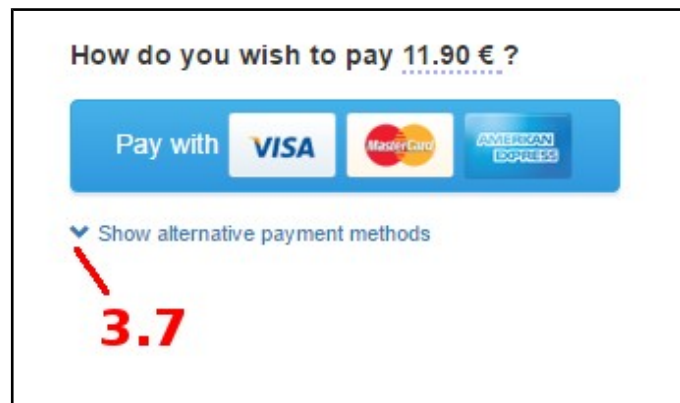 How do you wish to pay 11.90 € ?
Pay with VISA MasterCard AMERICAN EXPRESS
Show alternative payment methods
3.7